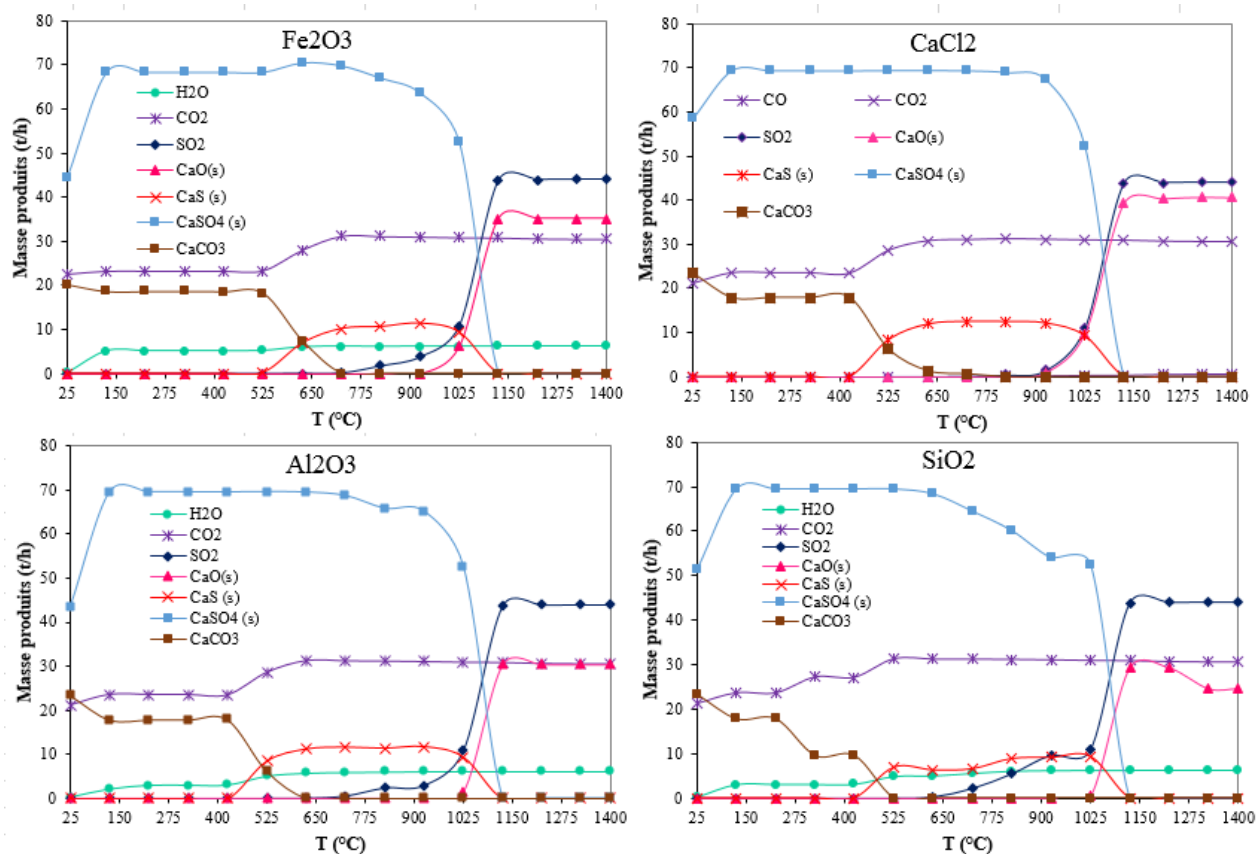 Fe2O3
Masse produits (t/h)
80
70
60
50
40
30
20
10
0
H2O
CO2
SO2
CaO(s)
CaS (s)
CaSO4 (s)
CaCO3
25 150 275 400 525 650 775 900 1025 1150 1275 1400
T (°C)
CaCl2
Masse produits (t/h)
80
70
60
50
40
30
20
10
0
CO CO2
SO2 CaO(s)
CaS (s) CaSO4 (s)
CaCO3
25 150 275 400 525 650 775 900 1025 1150 1275 1400
T (°C)
Al2O3
Masse produits (t/h)
80
70
60
50
40
30
20
10
0
H2O
CO2
SO2
CaO(s)
CaS (s)
CaSO4 (s)
CaCO3
25 150 275 400 525 650 775 900 1025 1150 1275 1400
T (°C)
SiO2
Masse produits (t/h)
80
70
60
50
40
30
20
10
0
H2O
CO2
SO2
CaO(s)
CaS (s)
CaSO4 (s)
CaCO3
25 150 275 400 525 650 775 900 1025 1150 1275 1400
T (°C)